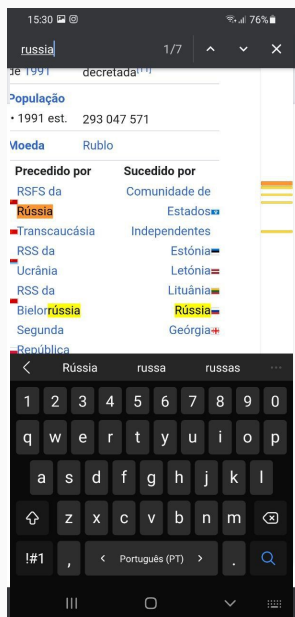 15:30 76%
russia 1/7
de 1991 decretada[11]
População
• 1991 est. 293 047 571
Moeda Rublo
Precedido por Sucedido por
RSFS da Comunidade de
Rússia Estados
Transcaucásia Independentes
RSS da Estónia
Ucrânia Letónia
RSS da Lituânia
Bielorrússia Rússia
Segunda Geórgia
República
Rússia russa russas
1 2 3 4 5 6 7 8 9 0
q w e r t y u i o p
a s d f g h j k l
z x c v b n m
!#1 , < Português (PT) > .